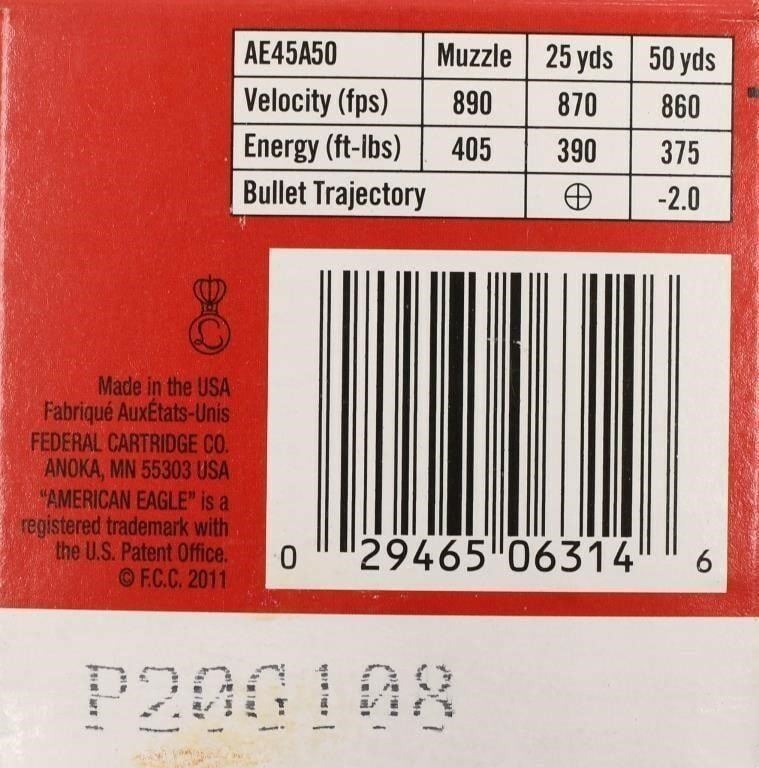 AE45A50 Muzzle 25 yds 50 yds
Velocity (fps) 890 870 860
Energy (ft-lbs) 405 390 375
Bullet Trajectory ⊕ -2.0
Made in the USA
Fabriqué AuxÉtats-Unis
FEDERAL CARTRIDGE CO.
ANOKA, MN 55303 USA
"AMERICAN EAGLE" is a
registered trademark with
the U.S. Patent Office.
© F.C.C. 2011
0 29465 06314 6